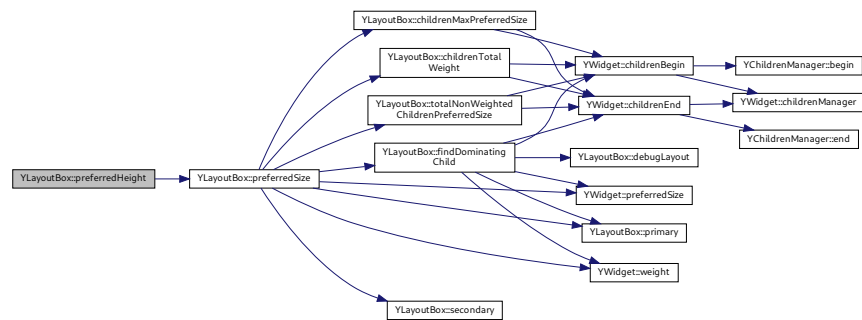 YLayoutBox::preferredHeight
YLayoutBox::preferredSize
YLayoutBox::childrenMaxPreferredSize
YLayoutBox::childrenTotal
Weight
YLayoutBox::totalNonWeighted
ChildrenPreferredSize
YLayoutBox::findDominating
Child
YLayoutBox::secondary
YWidget::childrenBegin
YWidget::childrenEnd
YLayoutBox::debugLayout
YWidget::preferredSize
YLayoutBox::primary
YWidget::weight
YChildrenManager::begin
YWidget::childrenManager
YChildrenManager::end